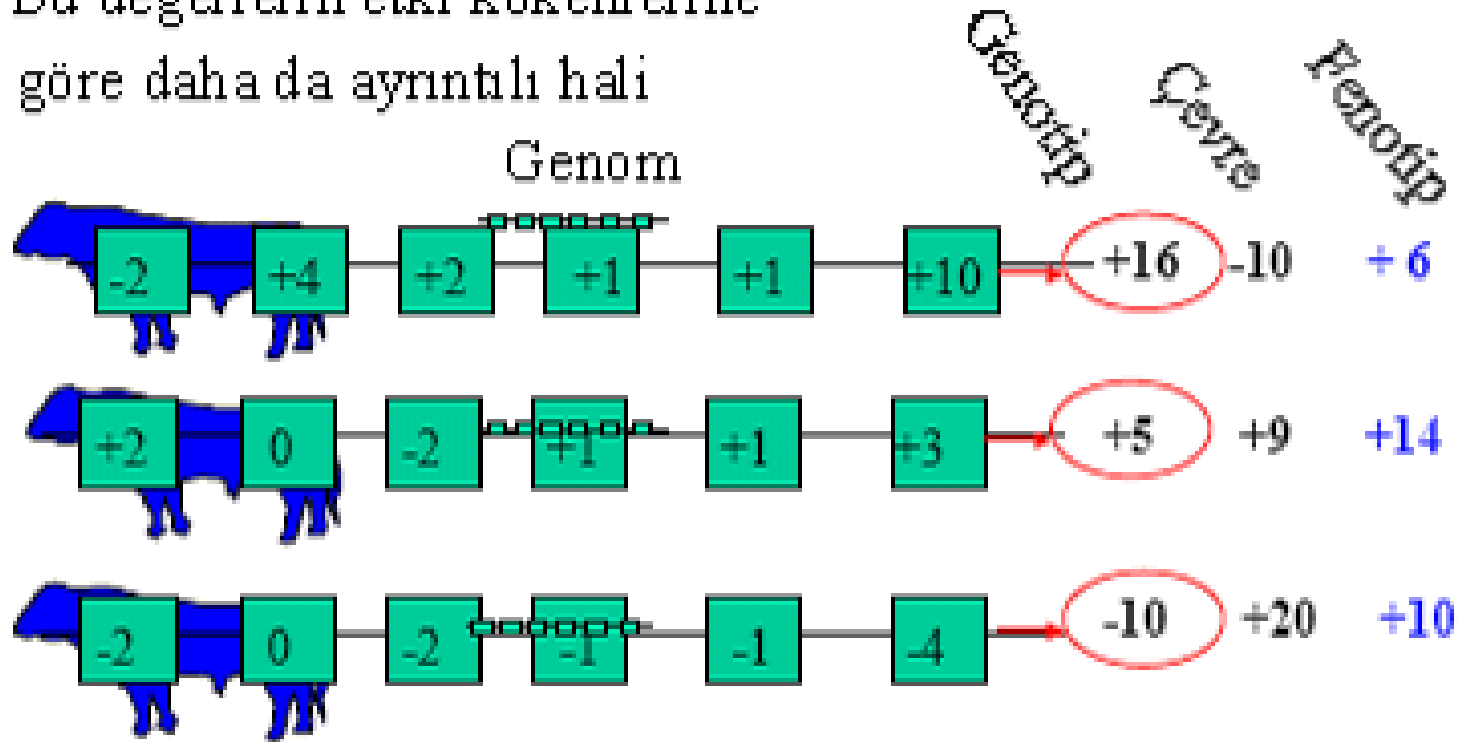 göre daha da ayrıntılı hali
Genom
Genotip Çevre Fenotip
-2 +4 +2 +1 +1 +10 +16 -10 + 6
+2 0 -2 +1 +1 +3 +5 +9 +14
-2 0 -2 -1 -1 -4 -10 +20 +10